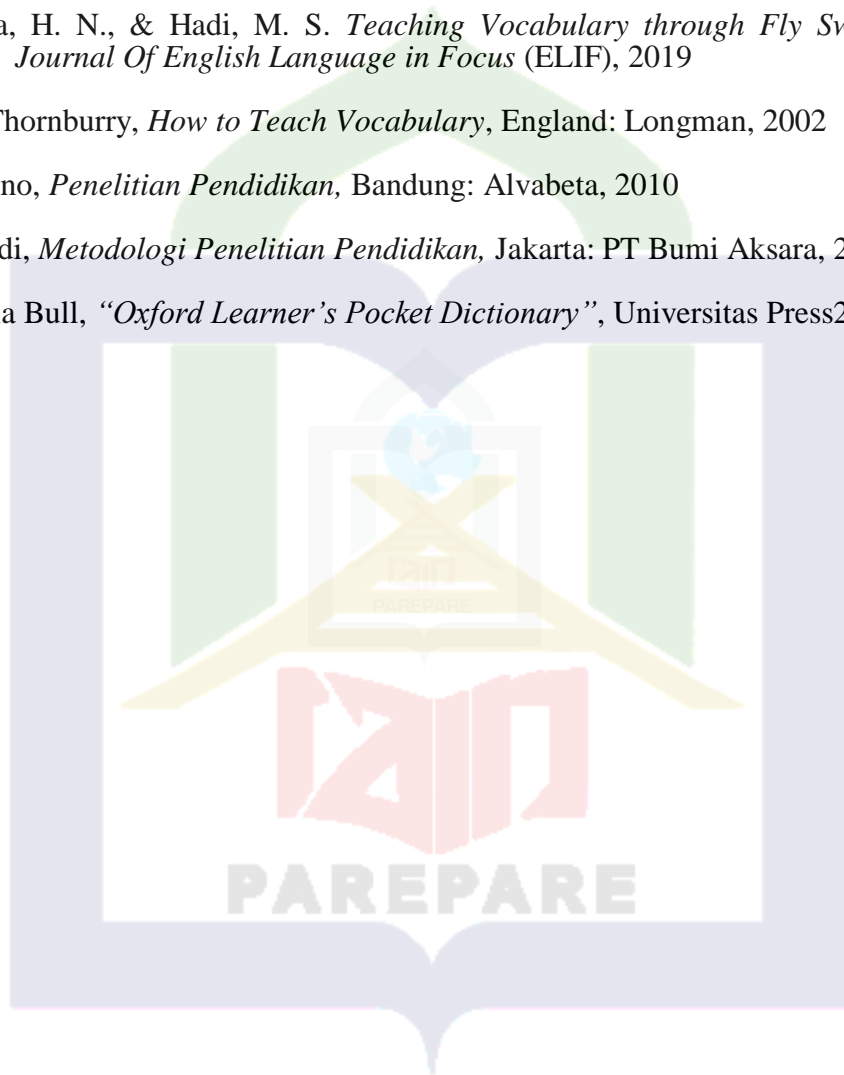 a, H. N., & Hadi, M. S. Teaching Vocabulary through Fly Sw
Journal Of English Language in Focus (ELIF), 2019
Thornburry, How to Teach Vocabulary, England: Longman, 2002
no, Penelitian Pendidikan, Bandung: Alvabeta, 2010
di, Metodologi Penelitian Pendidikan, Jakarta: PT Bumi Aksara, 2
a Bull, “Oxford Learner’s Pocket Dictionary”, Universitas Press2
iain
PAREPARE
iain
PAREPARE